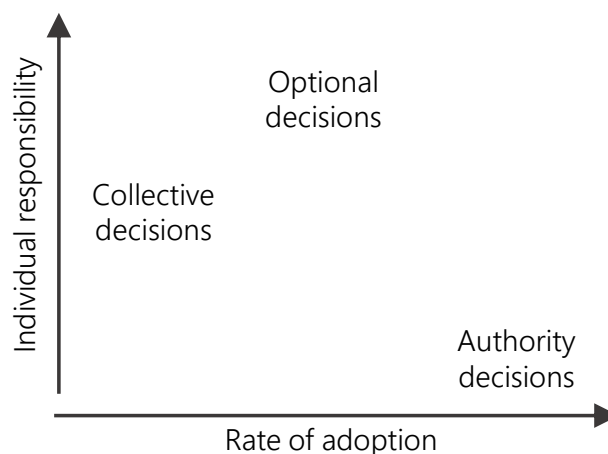 Individual responsibility
Optional
decisions
Collective
decisions
Authority
decisions
Rate of adoption